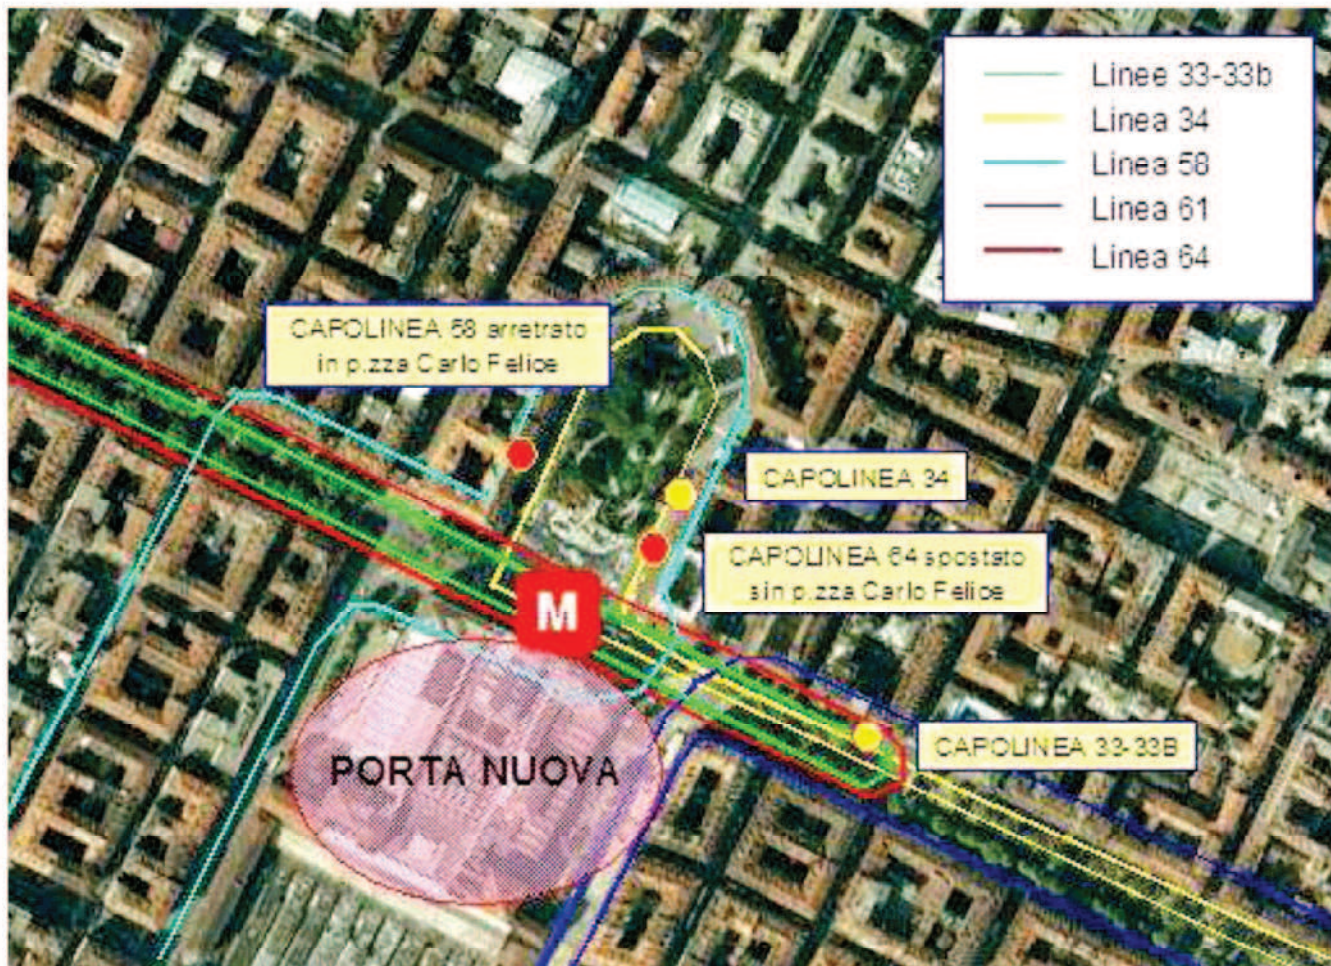 Linee 33-33b
Linea 34
Linea 58
Linea 61
Linea 64
CAPOLINEA 58 arretrato
in p.zza Carlo Felice
CAPOLINEA 34
CAPOLINEA 64 spostato
sin p.zza Carlo Felice
M
CAPOLINEA 33-33B
PORTA NUOVA